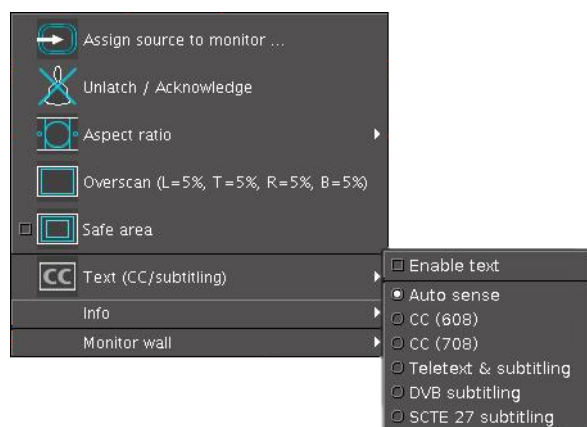 Assign source to monitor ...
Unlatch / Acknowledge
Aspect ratio
Overscan (L=5%, T=5%, R=5%, B=5%)
Safe area
CC Text (CC/subtitling)
Info
Monitor wall
Enable text
Auto sense
CC (608)
CC (708)
Teletext & subtitling
DVB subtitling
SCTE 27 subtitling